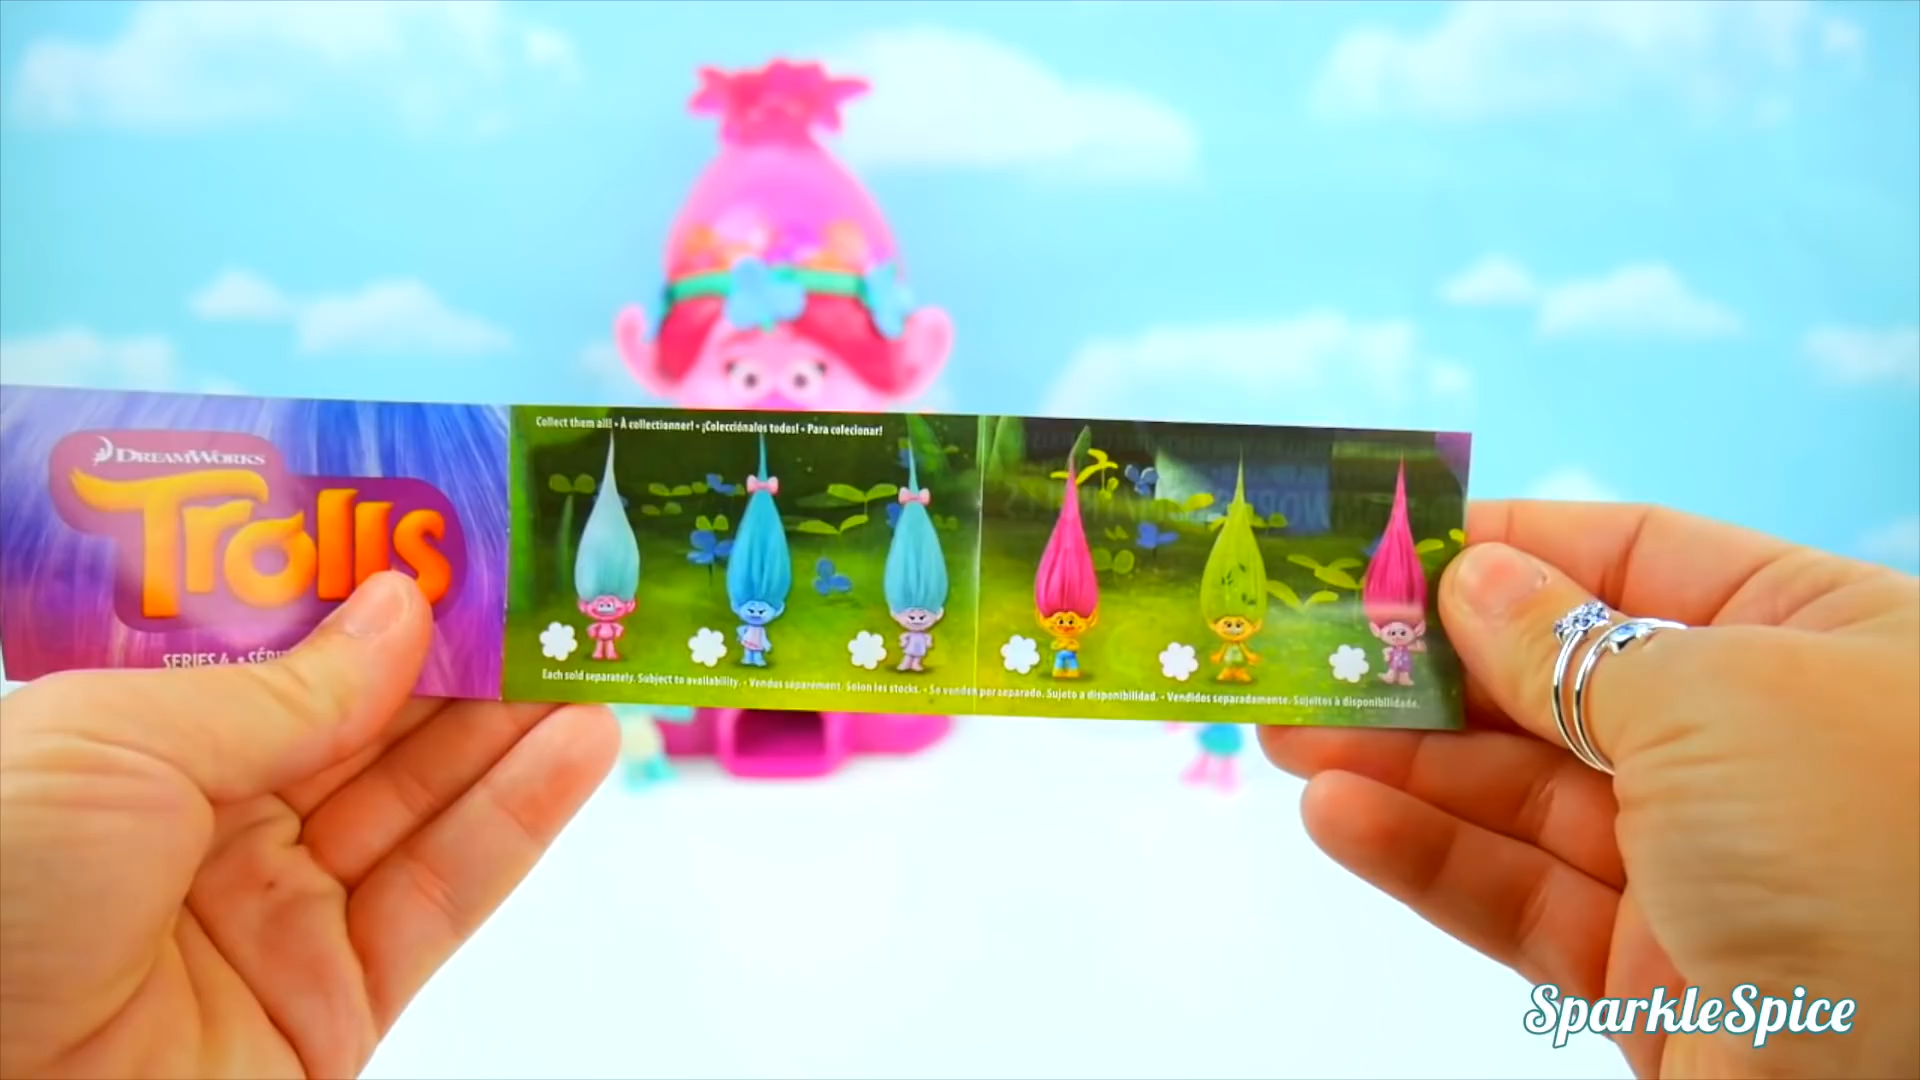 DREAMWORKS
Trolls
SERIES 4 • SÉRI
Collect them all! • À collectionner! • ¡Colecciónalos todos! • Para colecionar!
Each sold separately. Subject to availability. • Vendus séparément. Selon les stocks. • Se venden por separado. Sujeto a disponibilidad. • Vendidos separadamente. Sujeitos à disponibilidade.
SparkleSpice